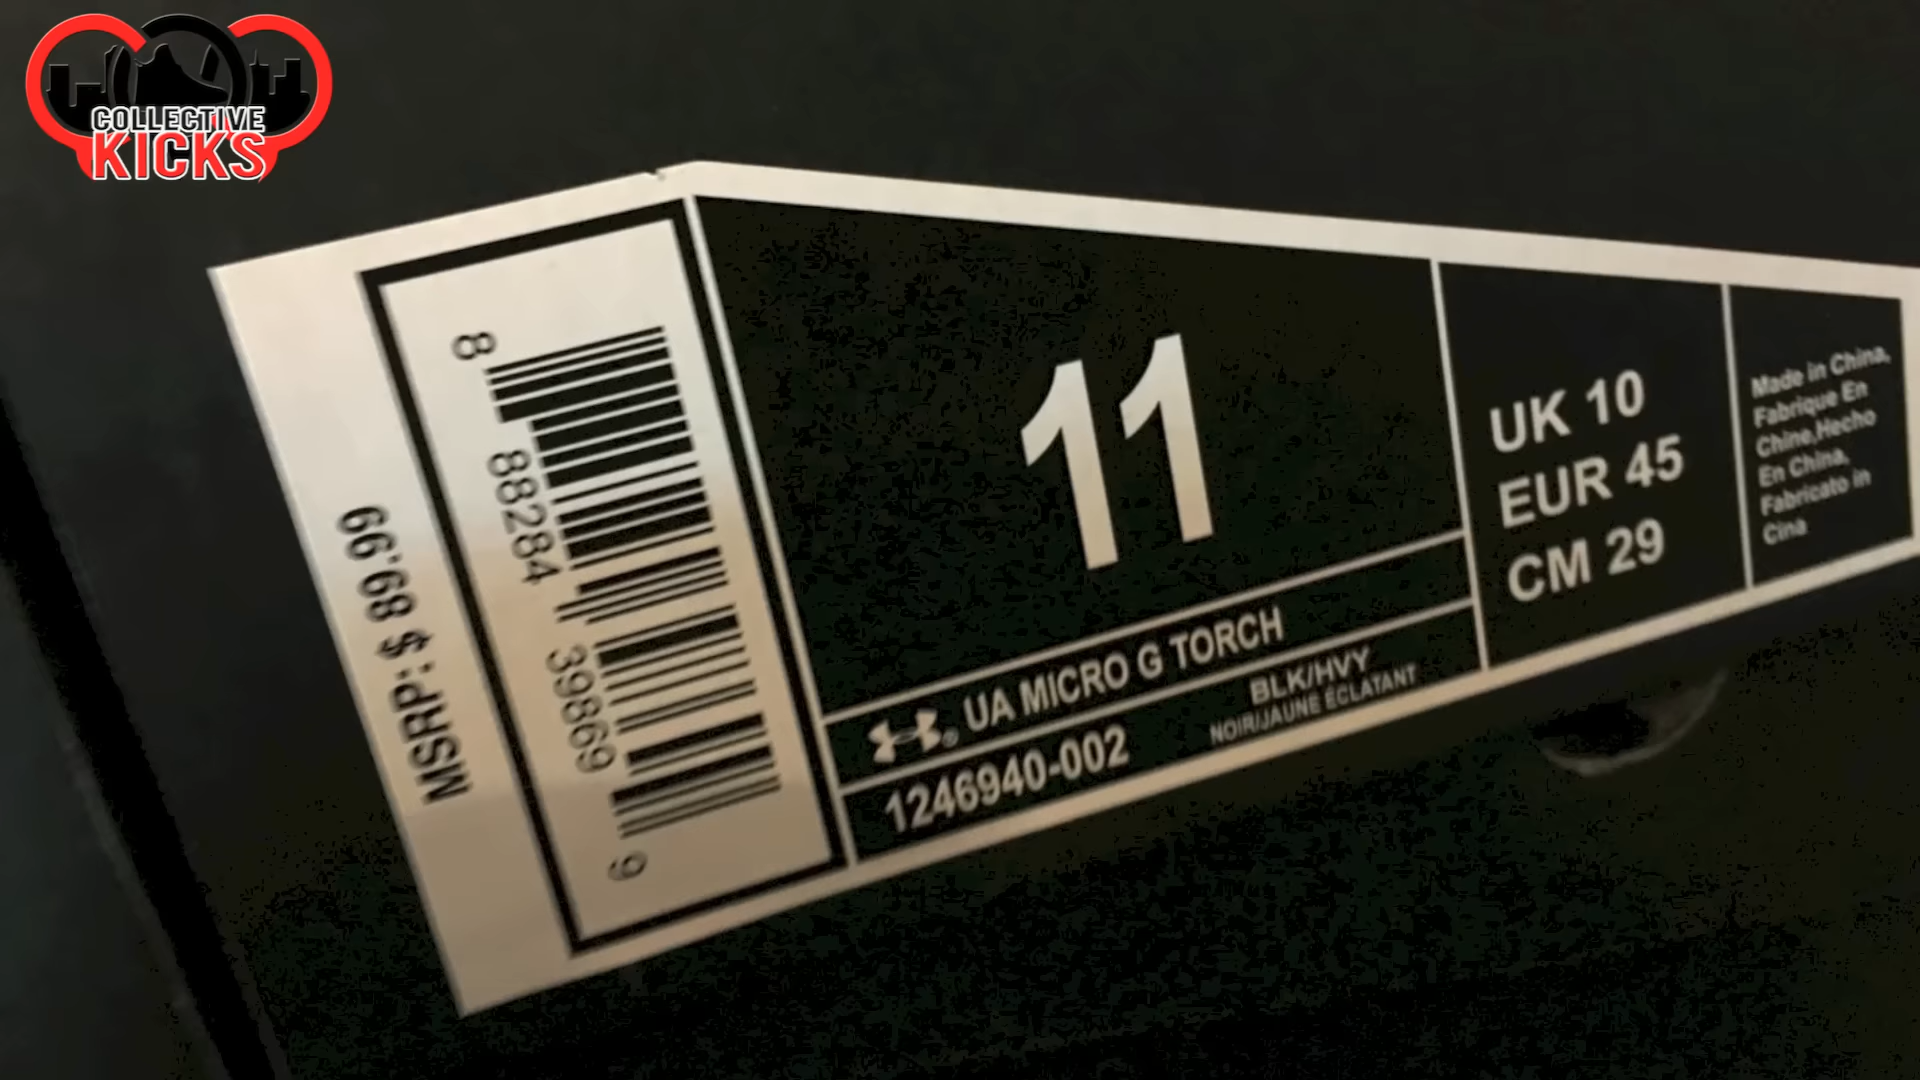 COLLECTIVE
KICKS
MSRP: $ 89.99
8 88284 39869 9
11
UA MICRO G TORCH
1246940-002
BLK/HVY
NOIR/JAUNE ÉCLATANT
UK 10
EUR 45
CM 29
Made in China,
Fabrique En
Chine,Hecho
En China,
Fabricato in
Cina